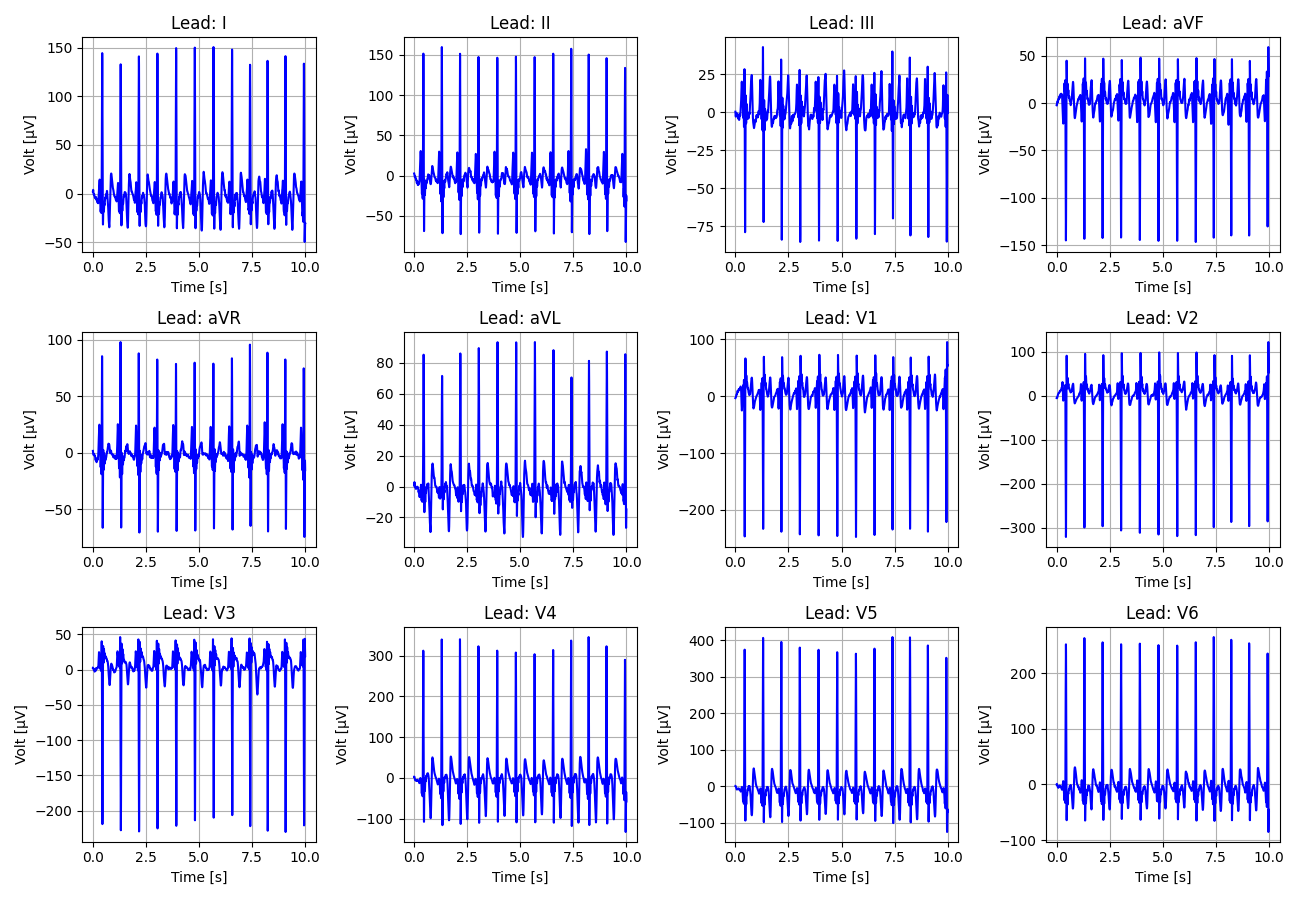 Lead: I
Volt [μV]
150
100
50
0
−50
0.0 2.5 5.0 7.5 10.0
Time [s]
Lead: II
Volt [μV]
150
100
50
0
−50
0.0 2.5 5.0 7.5 10.0
Time [s]
Lead: III
Volt [μV]
25
0
−25
−50
−75
0.0 2.5 5.0 7.5 10.0
Time [s]
Lead: aVF
Volt [μV]
50
0
−50
−100
−150
0.0 2.5 5.0 7.5 10.0
Time [s]
Lead: aVR
Volt [μV]
100
50
0
−50
0.0 2.5 5.0 7.5 10.0
Time [s]
Lead: aVL
Volt [μV]
80
60
40
20
0
−20
0.0 2.5 5.0 7.5 10.0
Time [s]
Lead: V1
Volt [μV]
100
0
−100
−200
0.0 2.5 5.0 7.5 10.0
Time [s]
Lead: V2
Volt [μV]
100
0
−100
−200
−300
0.0 2.5 5.0 7.5 10.0
Time [s]
Lead: V3
Volt [μV]
50
0
−50
−100
−150
−200
0.0 2.5 5.0 7.5 10.0
Time [s]
Lead: V4
Volt [μV]
300
200
100
0
−100
0.0 2.5 5.0 7.5 10.0
Time [s]
Lead: V5
Volt [μV]
400
300
200
100
0
−100
0.0 2.5 5.0 7.5 10.0
Time [s]
Lead: V6
Volt [μV]
200
100
0
−100
0.0 2.5 5.0 7.5 10.0
Time [s]